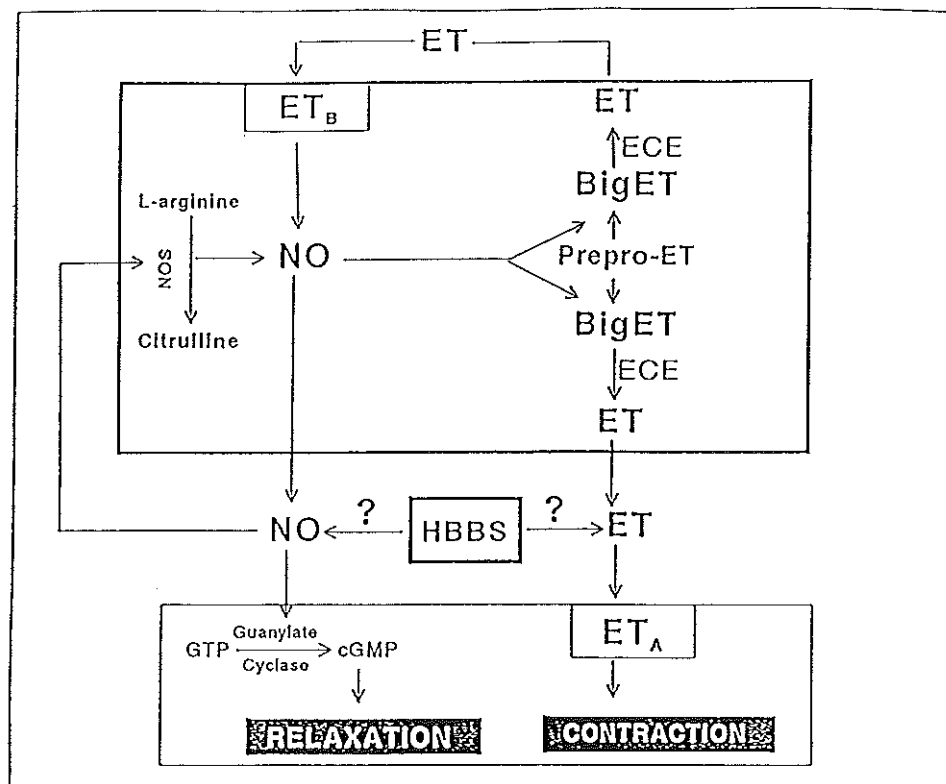 ET
ET_B
ET
ECE
BigET
L-arginine
NOS
NO
Prepro-ET
Citrulline
BigET
ECE
ET
NO
?
HBBS
?
ET
Guanylate
GTP
cGMP
Cyclase
ET_A
RELAXATION
CONTRACTION